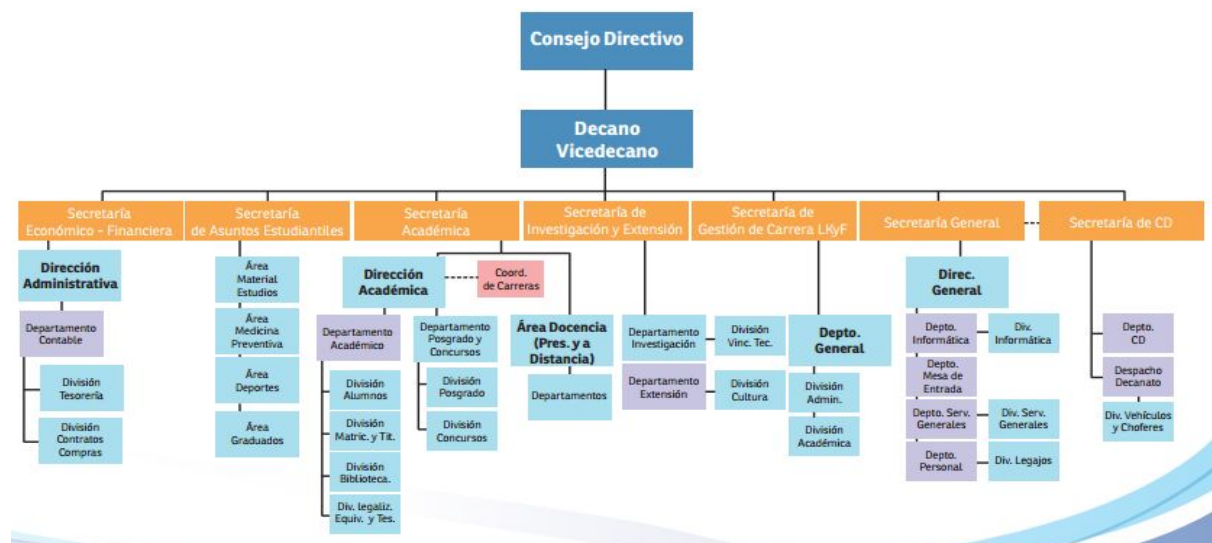 Consejo Directivo
Decano
Vicedecano
Secretaría
Económico - Financiera
Secretaría
de Asuntos Estudiantiles
Secretaría
Académica
Secretaría de
Investigación y Extensión
Secretaría de
Gestión de Carrera LKyF
Secretaría General
Secretaría de CD
Dirección
Administrativa
Departamento
Contable
División
Tesorería
División
Contratos
Compras
Área
Material
Estudios
Área
Medicina
Preventiva
Área
Deportes
Área
Graduados
Dirección
Académica
Coord.
de Carreras
Departamento
Académico
División
Alumnos
División
Matric. y Tit.
División
Biblioteca.
Div. legaliz.
Equiv. y Tes.
Departamento
Posgrado y
Concursos
División
Posgrado
División
Concursos
Área Docencia
(Pres. y a
Distancia)
Departamentos
Departamento
Investigación
División
Vinc. Tec.
Departamento
Extensión
División
Cultura
Depto.
General
División
Admin.
División
Académica
Direc.
General
Depto.
Informática
Div.
Informática
Depto.
Mesa de
Entrada
Depto. Serv.
Generales
Div. Serv.
Generales
Depto.
Personal
Div. Legajos
Depto.
CD
Despacho
Decanato
Div. Vehículos
y Choferes